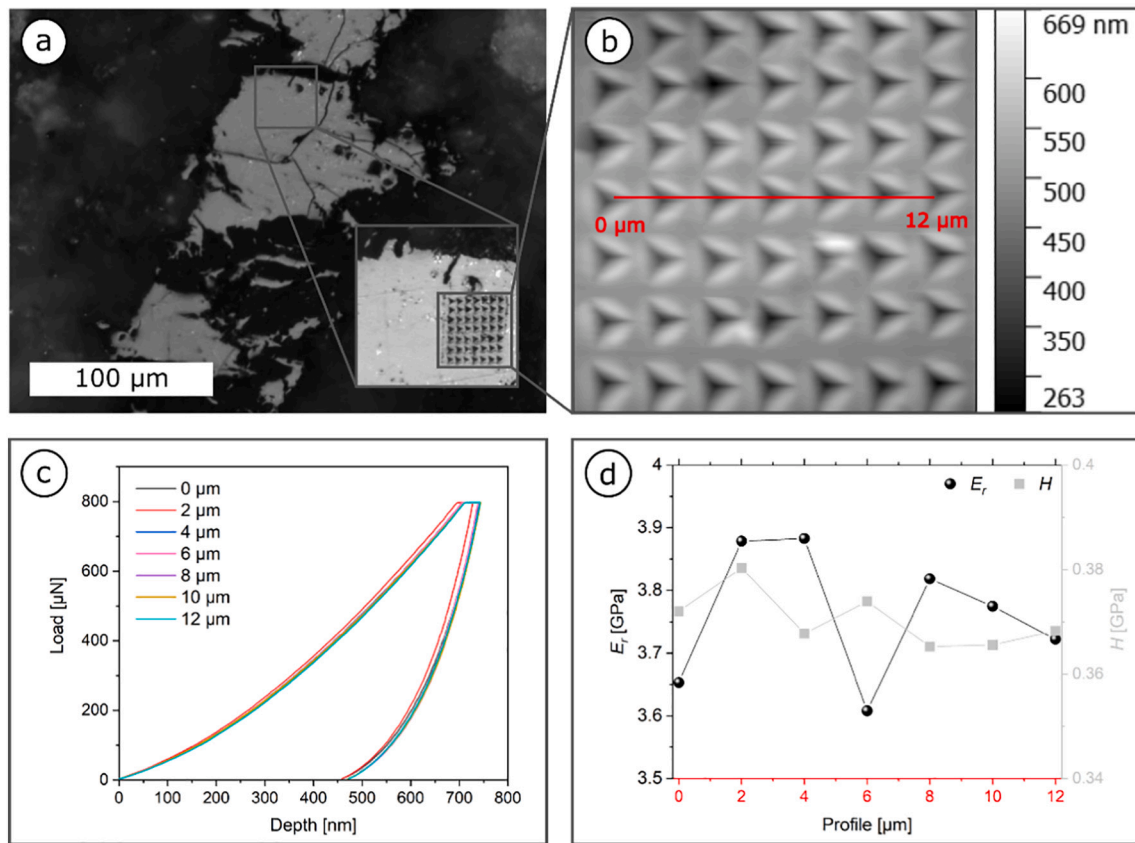 a
100 µm
b
0 µm
12 µm
669 nm
600
550
500
450
400
350
263
c
800
600
400
200
0
Load [µN]
0 µm
2 µm
4 µm
6 µm
8 µm
10 µm
12 µm
0 100 200 300 400 500 600 700 800
Depth [nm]
d
4
3.9
3.8
3.7
3.6
3.5
Er [GPa]
Er H
0.4
0.38
0.36
0.34
H [GPa]
0 2 4 6 8 10 12
Profile [µm]